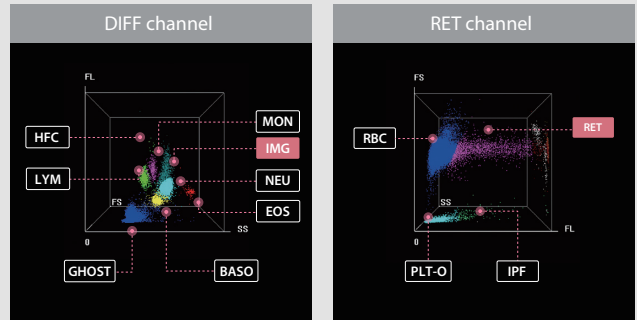 DIFF channel
FL
HFC
MON
IMG
LYM
NEU
FS
EOS
SS
0
GHOST
BASO
RET channel
FS
RBC
RET
SS
0
FL
PLT-O
IPF